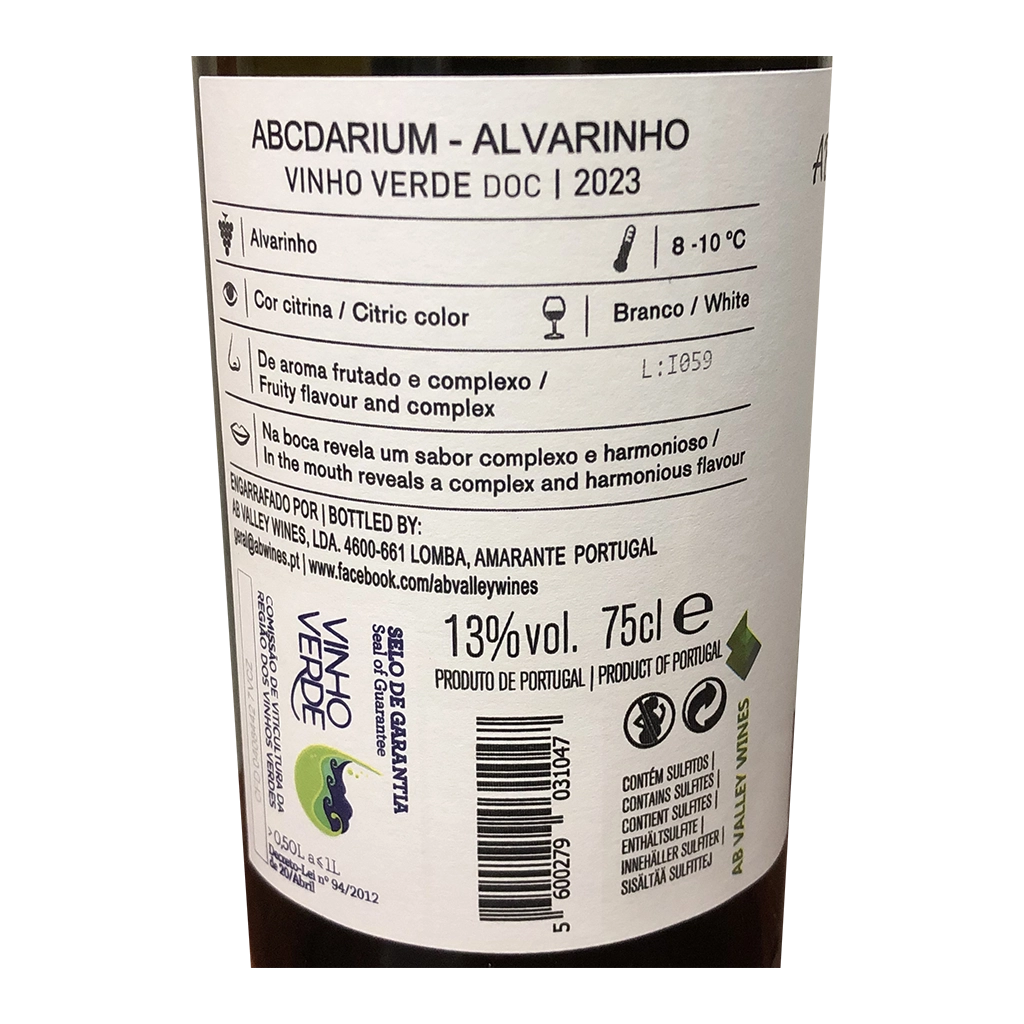 ABCDARIUM - ALVARINHO
VINHO VERDE DOC | 2023
Alvarinho
8 -10 ºC
Cor citrina / Citric color
Branco / White
De aroma frutado e complexo /
Fruity flavour and complex
L:I059
Na boca revela um sabor complexo e harmonioso /
In the mouth reveals a complex and harmonious flavour
ENGARRAFADO POR | BOTTLED BY:
AB VALLEY WINES, LDA. 4600-661 LOMBA, AMARANTE PORTUGAL
geral@abwines.pt | www.facebook.com/abvalleywines
13%vol. 75cl e
PRODUTO DE PORTUGAL | PRODUCT OF PORTUGAL
SELO DE GARANTIA
Seal of Guarantee
VINHO
VERDE
COMISSÃO DE VITICULTURA DA
REGIÃO DOS VINHOS VERDES
>0,50L a ≤ 1L
Decreto-Lei nº 94/2012
de 20/Abril
5 600279 031047
CONTÉM SULFITOS |
CONTAINS SULFITES |
CONTIENT SULFITES |
ENTHÄLTSULFITE |
INNEHÅLLER SULFITER |
SISÄLTÄÄ SULFITTEJ
AB VALLEY WINES